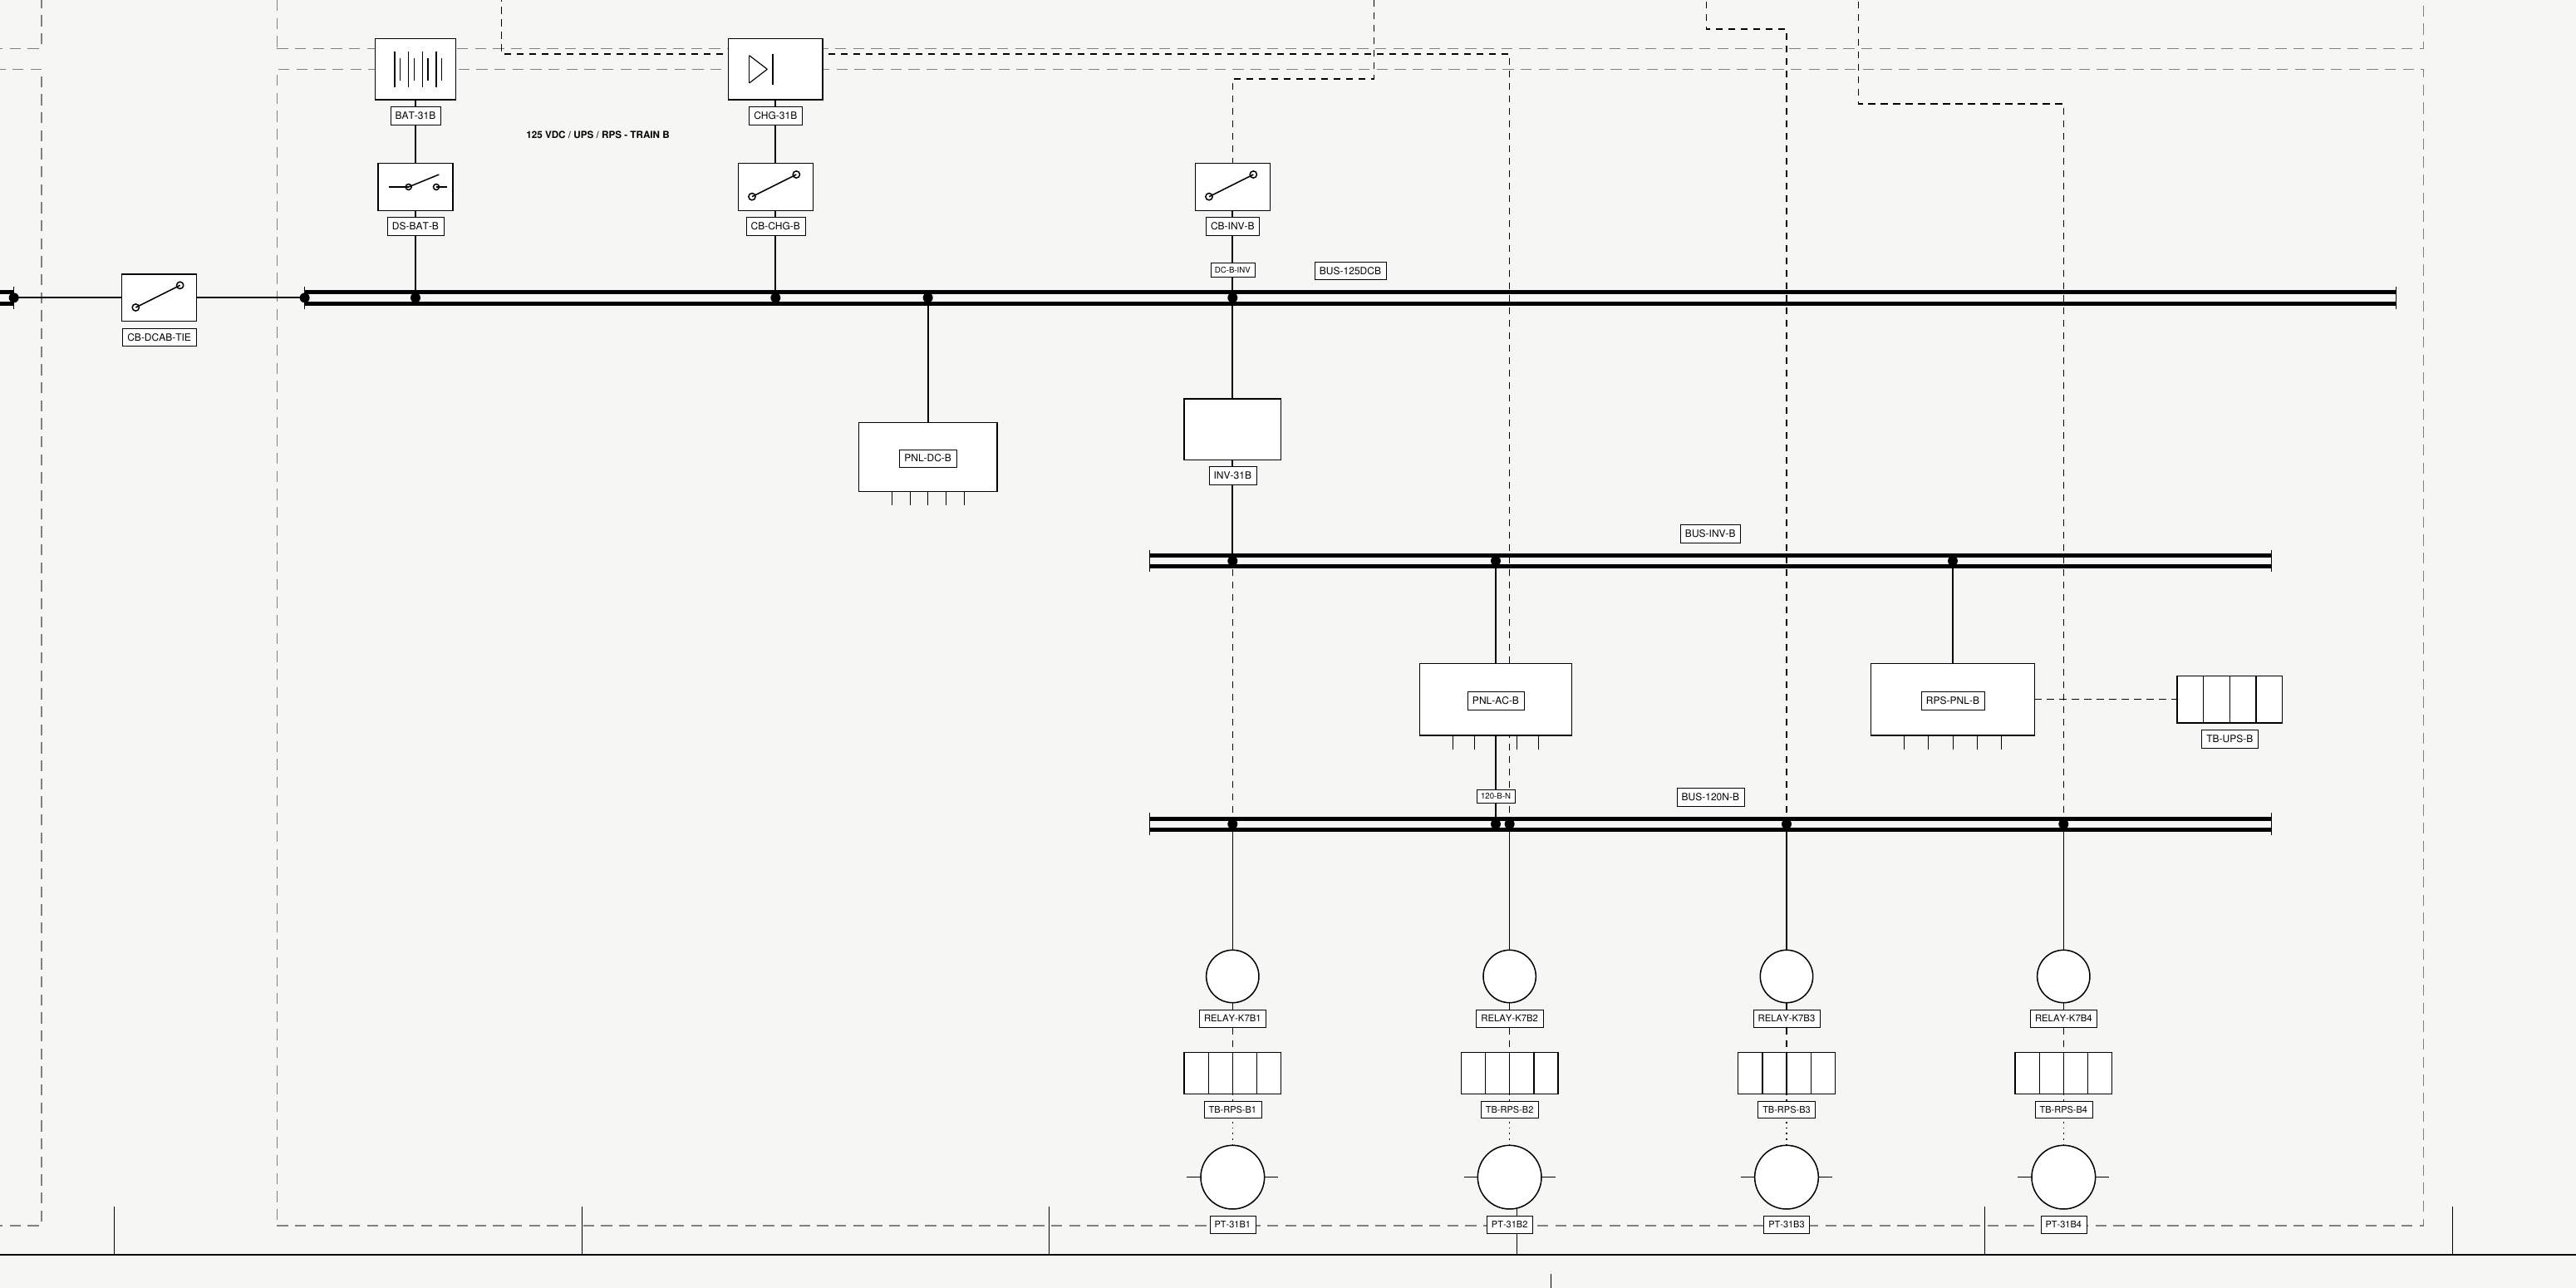 BAT-31B
CHG-31B
125 VDC / UPS / RPS - TRAIN B
DS-BAT-B
CB-CHG-B
CB-INV-B
DC-B-INV
BUS-125DCB
CB-DCAB-TIE
PNL-DC-B
INV-31B
BUS-INV-B
PNL-AC-B
RPS-PNL-B
TB-UPS-B
120-B-N
BUS-120N-B
RELAY-K7B1
RELAY-K7B2
RELAY-K7B3
RELAY-K7B4
TB-RPS-B1
TB-RPS-B2
TB-RPS-B3
TB-RPS-B4
PT-31B1
PT-31B2
PT-31B3
PT-31B4